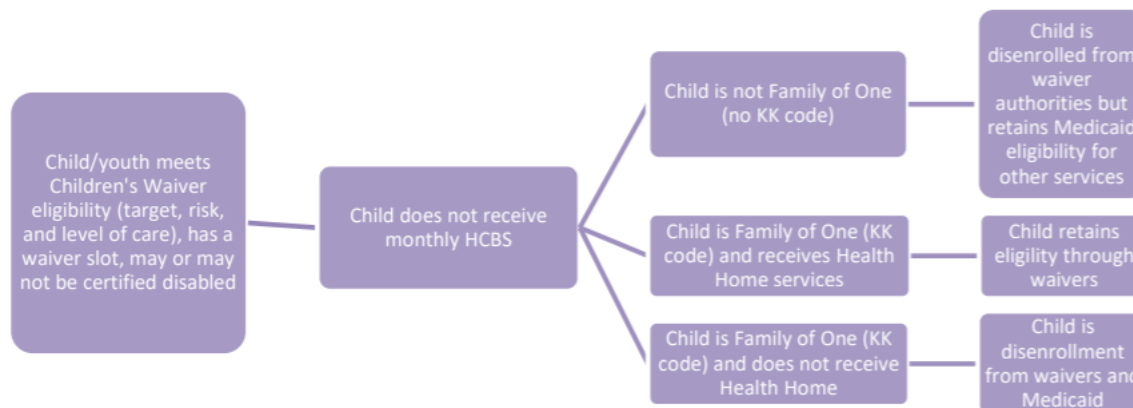 Child/youth meets
Children's Waiver
eligibility (target, risk,
and level of care), has a
waiver slot, may or may
not be certified disabled
Child does not receive
monthly HCBS
Child is not Family of One
(no KK code)
Child is
disenrolled from
waiver
authorities but
retains Medicaid
eligibility for
other services
Child is Family of One (KK
code) and receives Health
Home services
Child retains
eligility through
waivers
Child is Family of One (KK
code) and does not receive
Health Home
Child is
disenrollment
from waivers and
Medicaid